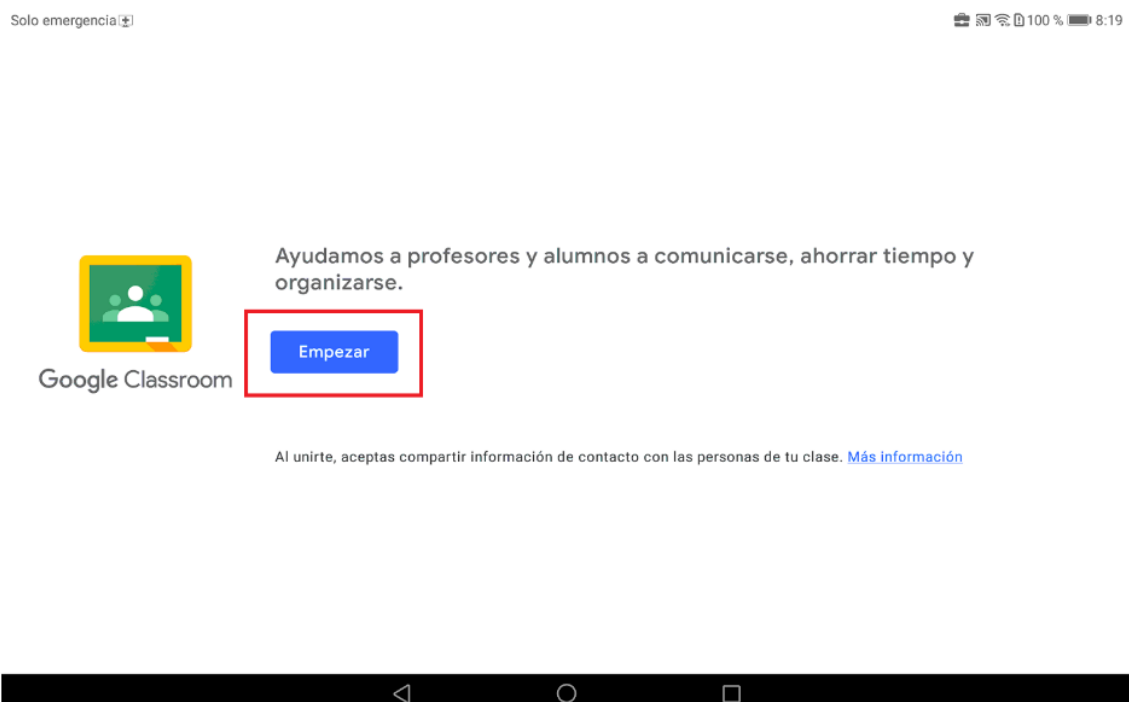 Solo emergencia
100 % 8:19
Ayudamos a profesores y alumnos a comunicarse, ahorrar tiempo y
organizarse.
Empezar
Google Classroom
Al unirte, aceptas compartir información de contacto con las personas de tu clase. Más información